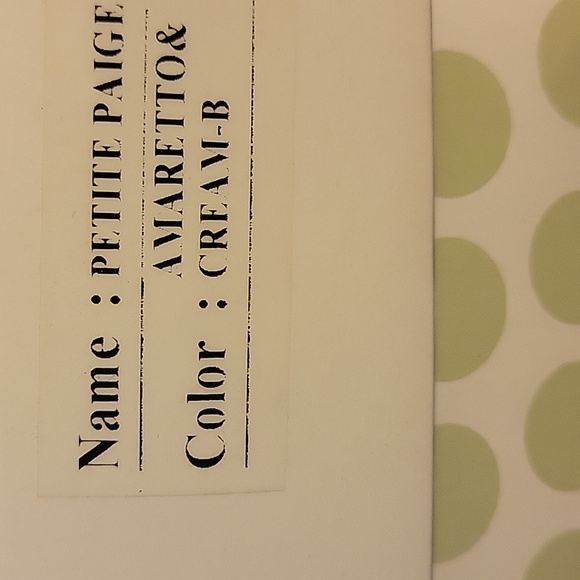 Name : PETITE PAIGE
AMARETTO&
Color : CREAM-B